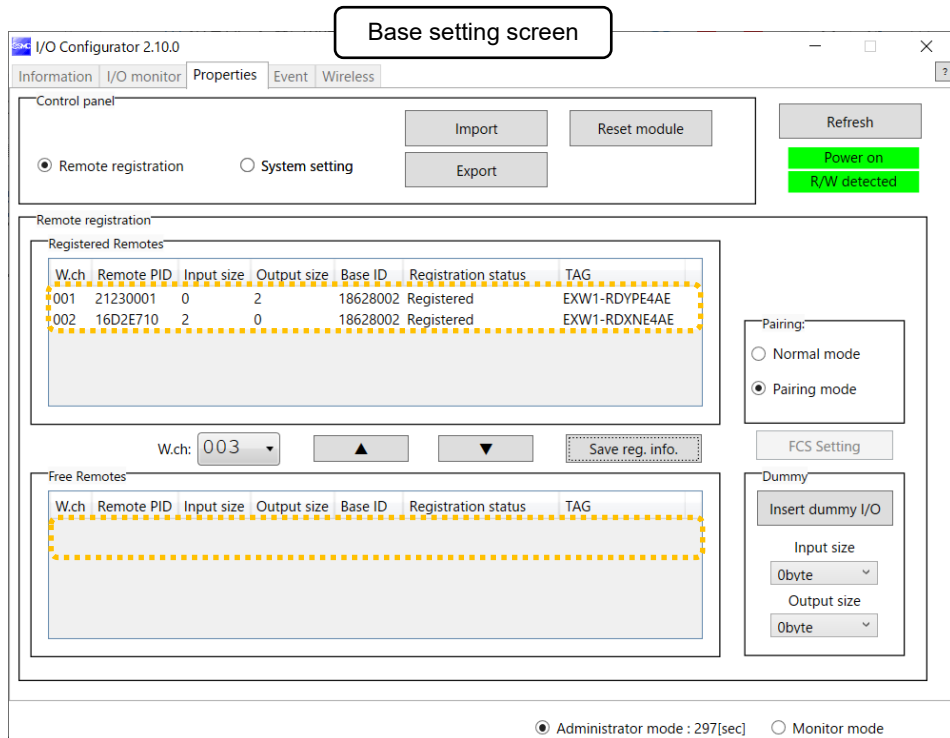 Base setting screen
SMC I/O Configurator 2.10.0
Information I/O monitor Properties Event Wireless
?
Control panel
Import Reset module Refresh
Remote registration System setting Export
Power on
R/W detected
Remote registration
Registered Remotes
W.ch Remote PID Input size Output size Base ID Registration status TAG
001 21230001 0 2 18628002 Registered EXW1-RDYPE4AE
002 16D2E710 2 0 18628002 Registered EXW1-RDXNE4AE
Pairing:
Normal mode
Pairing mode
W.ch: 003 ▲ ▼ Save reg. info. FCS Setting
Free Remotes
W.ch Remote PID Input size Output size Base ID Registration status TAG
Dummy
Insert dummy I/O
Input size
0byte
Output size
0byte
Administrator mode : 297[sec] Monitor mode